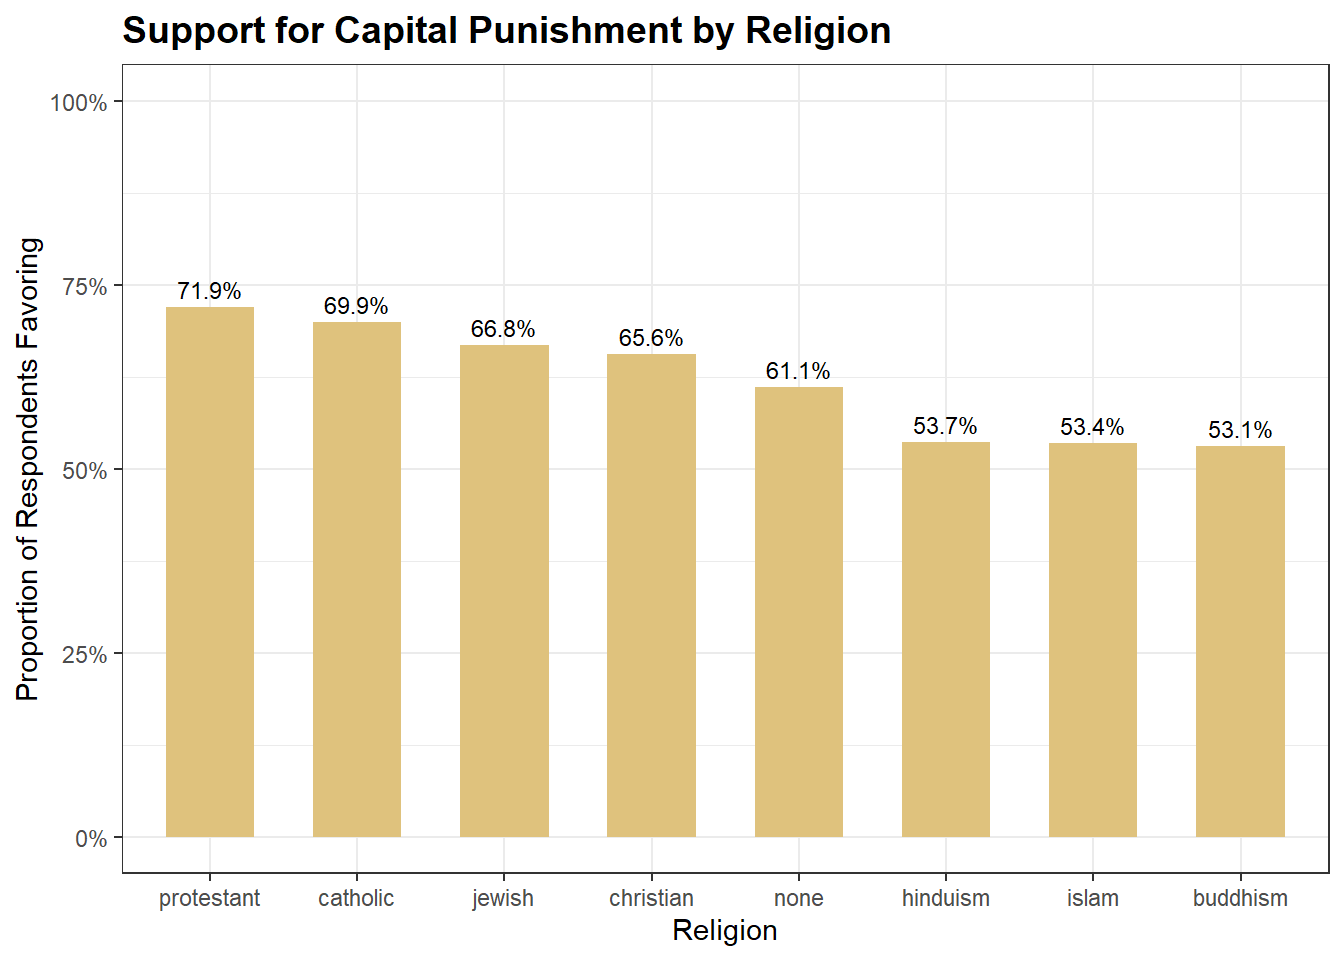 Support for Capital Punishment by Religion
Proportion of Respondents Favoring
100%
75%
50%
25%
0%
71.9%
69.9%
66.8%
65.6%
61.1%
53.7%
53.4%
53.1%
protestant
catholic
jewish
christian
none
hinduism
islam
buddhism
Religion